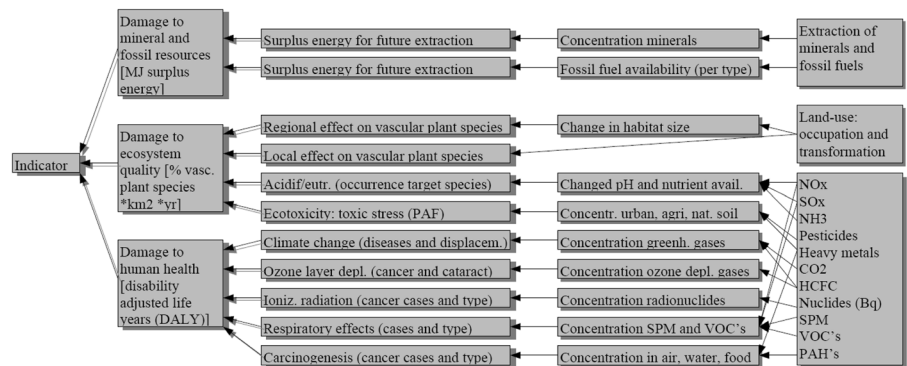 Damage to
mineral and
fossil resources
[MJ surplus
energy]
Surplus energy for future extraction
Concentration minerals
Extraction of
minerals and
fossil fuels
Surplus energy for future extraction
Fossil fuel availability (per type)
Indicator
Damage to
ecosystem
quality [% vasc.
plant species
*km2 *yr]
Regional effect on vascular plant species
Change in habitat size
Land-use:
occupation and
transformation
Local effect on vascular plant species
Acidif/eutr. (occurrence target species)
Changed pH and nutrient avail.
Ecotoxicity: toxic stress (PAF)
Concentr. urban, agri, nat. soil
Damage to
human health
[disability
adjusted life
years (DALY)]
Climate change (diseases and displacem.)
Concentration greenh. gases
Ozone layer depl. (cancer and cataract)
Concentration ozone depl. gases
Ioniz. radiation (cancer cases and type)
Concentration radionuclides
Respiratory effects (cases and type)
Concentration SPM and VOC's
Carcinogenesis (cancer cases and type)
Concentration in air, water, food
NOx
SOx
NH3
Pesticides
Heavy metals
CO2
HCFC
Nuclides (Bq)
SPM
VOC's
PAH's